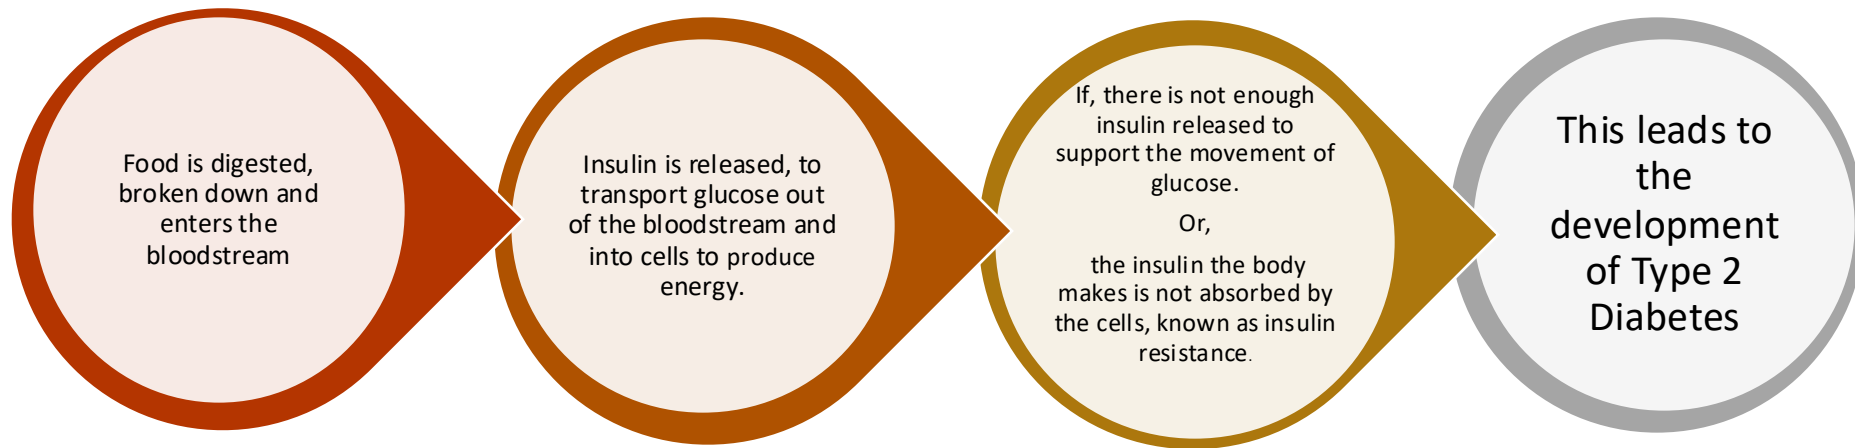 Food is digested,
broken down and
enters the
bloodstream
Insulin is released, to
transport glucose out
of the bloodstream and
into cells to produce
energy.
If, there is not enough
insulin released to
support the movement of
glucose.
Or,
the insulin the body
makes is not absorbed by
the cells, known as insulin
resistance.
This leads to
the
development
of Type 2
Diabetes